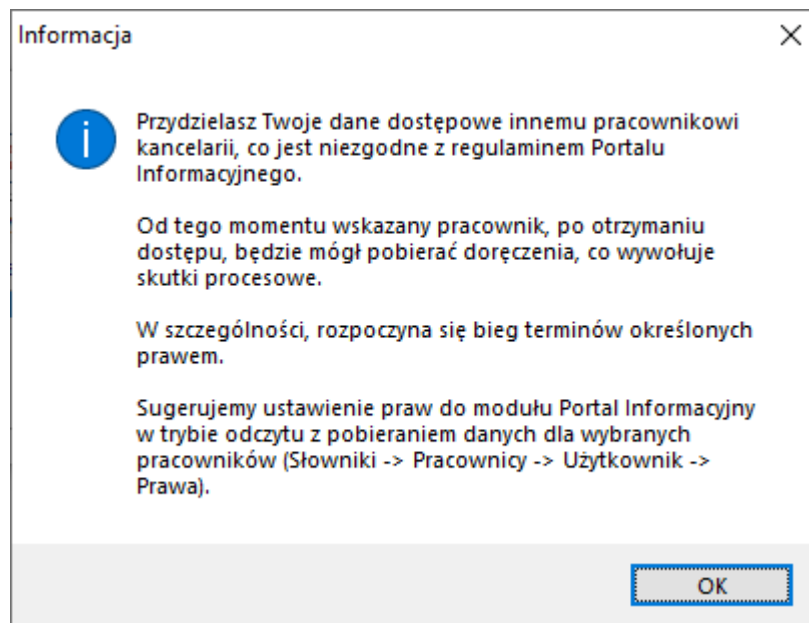 Informacja
Przydzielasz Twoje dane dostępowe innemu pracownikowi
kancelarii, co jest niezgodne z regulaminem Portalu
Informacyjnego.
Od tego momentu wskazany pracownik, po otrzymaniu
dostępu, będzie mógł pobierać doręczenia, co wywołuje
skutki procesowe.
W szczególności, rozpoczyna się bieg terminów określonych
prawem.
Sugerujemy ustawienie praw do modułu Portal Informacyjny
w trybie odczytu z pobieraniem danych dla wybranych
pracowników (Słowniki -> Pracownicy -> Użytkownik ->
Prawa).
OK